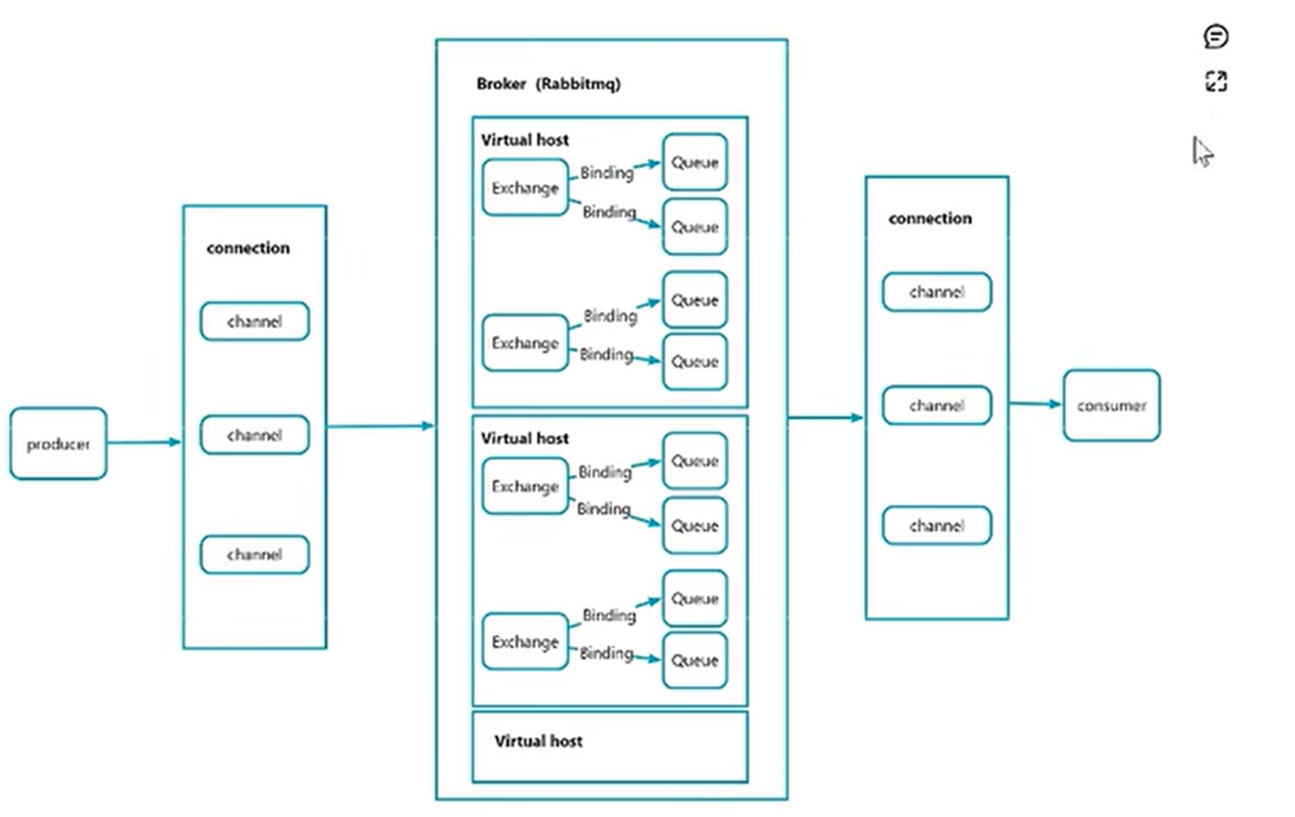 producer
connection
channel
channel
channel
Broker (Rabbitmq)
Virtual host
Exchange
Binding
Queue
Binding
Queue
Exchange
Binding
Queue
Binding
Queue
Virtual host
Exchange
Binding
Queue
Binding
Queue
Exchange
Binding
Queue
Binding
Queue
Virtual host
connection
channel
channel
channel
consumer